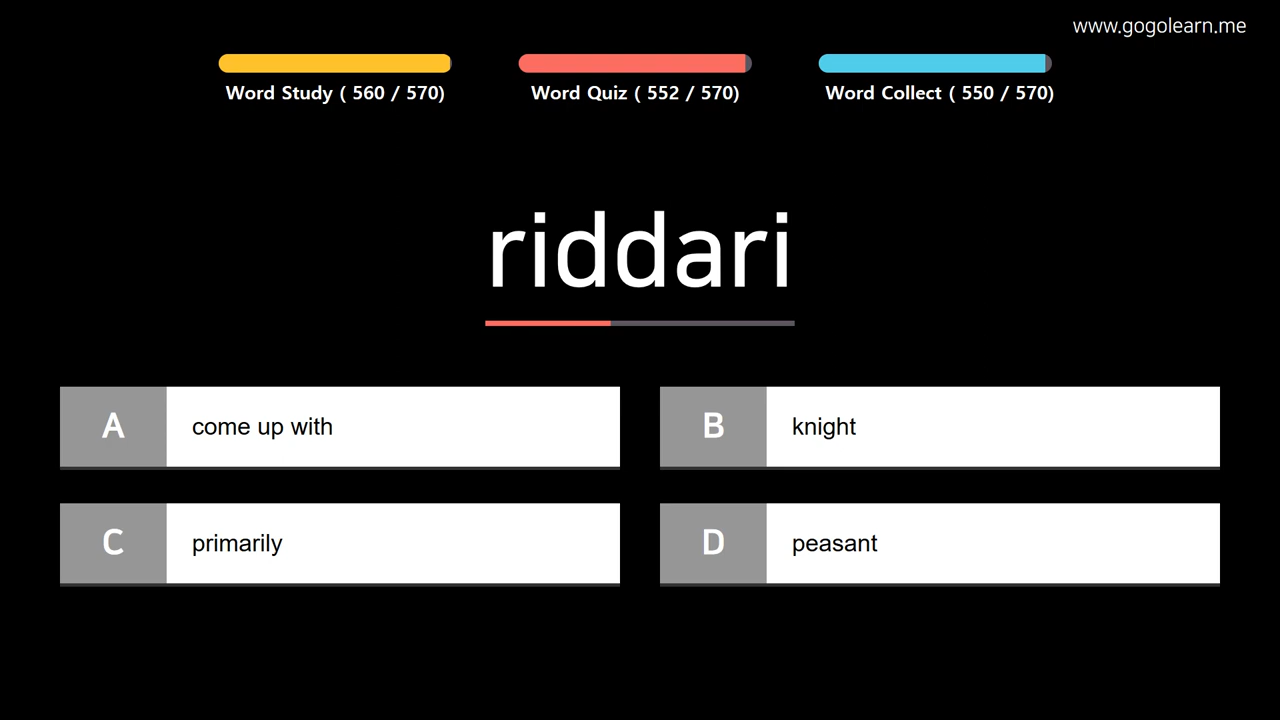 www.gogolearn.me
Word Study ( 560 / 570)
Word Quiz ( 552 / 570)
Word Collect ( 550 / 570)
riddari
A come up with
B knight
C primarily
D peasant